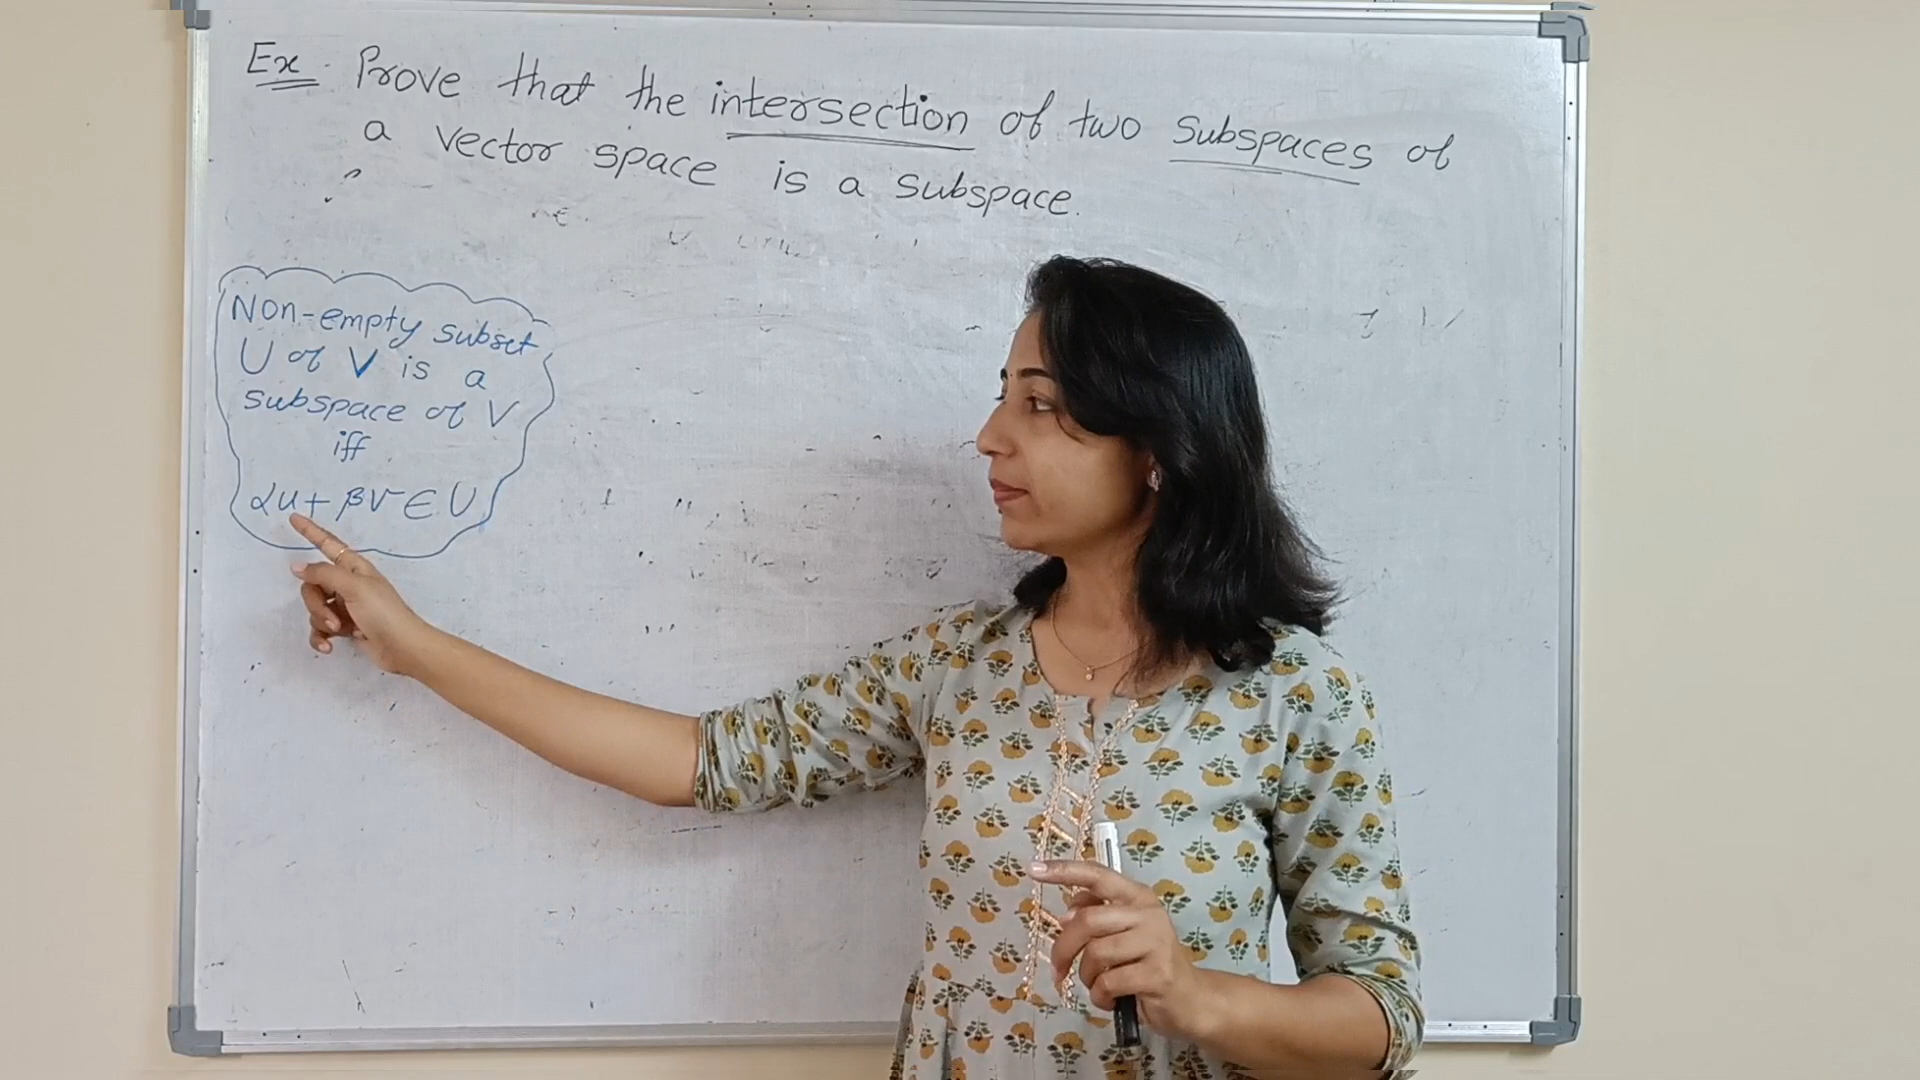 Ex. Prove that the intersection of two subspaces of
a vector space is a subspace.
Non-empty subset
U of V is a
subspace of V
iff
αu + βv ∈ U